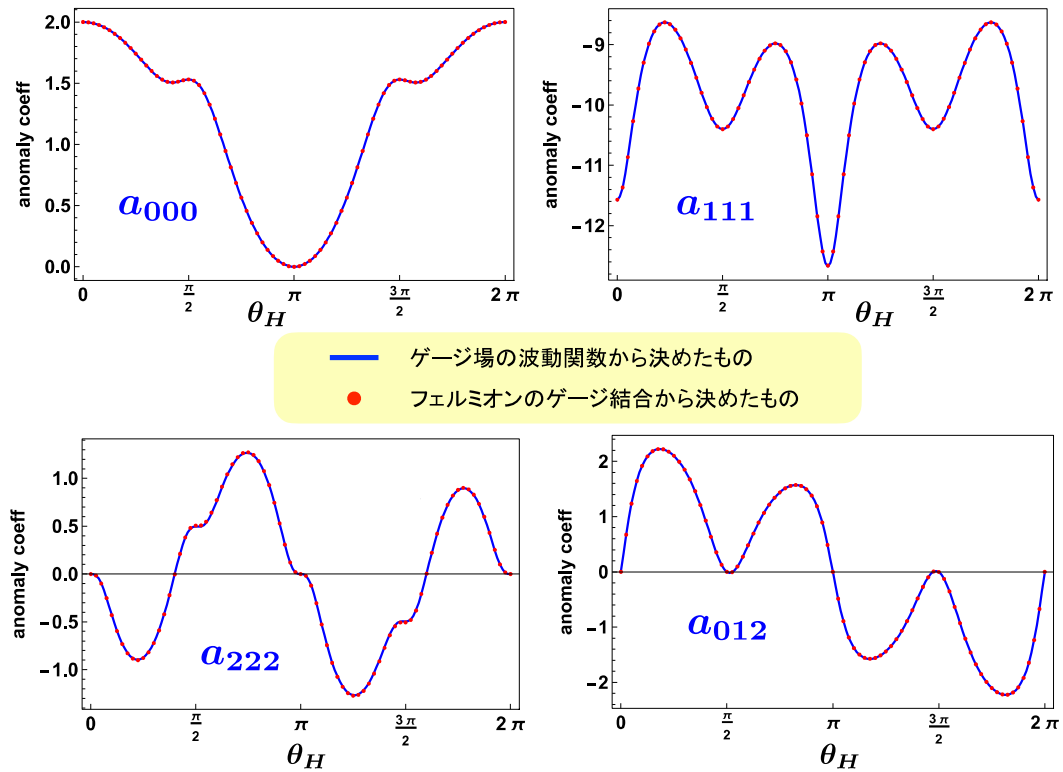 anomaly coeff
2.0
1.5
1.0
0.5
0.0
a000
0 π/2 π 3π/2 2π
θH
anomaly coeff
−9
−10
−11
−12
a111
0 π/2 π 3π/2 2π
θH
ゲージ場の波動関数から決めたもの
フェルミオンのゲージ結合から決めたもの
anomaly coeff
1.0
0.5
0.0
−0.5
−1.0
a222
0 π/2 π 3π/2 2π
θH
anomaly coeff
2
1
0
−1
−2
a012
0 π/2 π 3π/2 2π
θH